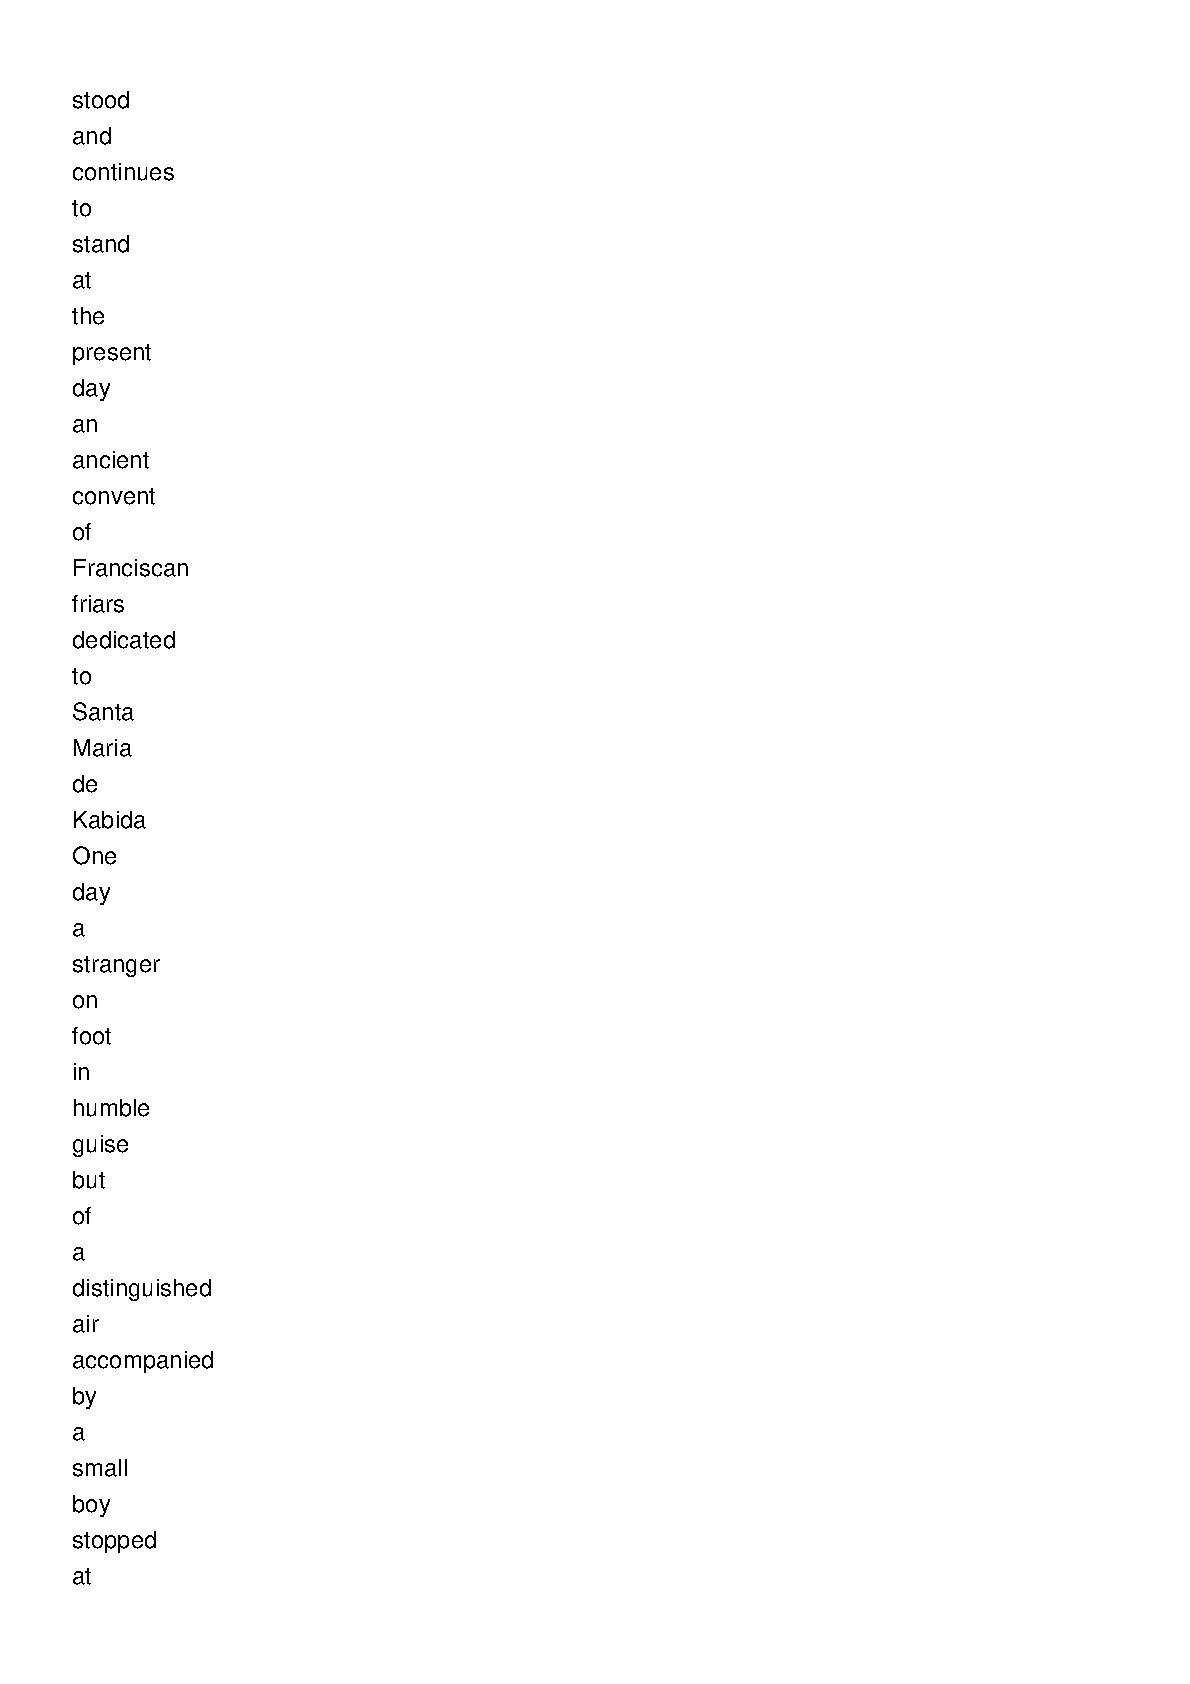 stood
and
continues
to
stand
at
the
present
day
an
ancient
convent
of
Franciscan
friars
dedicated
to
Santa
Maria
de
Kabida
One
day
a
stranger
on
foot
in
humble
guise
but
of
a
distinguished
air
accompanied
by
a
small
boy
stopped
at